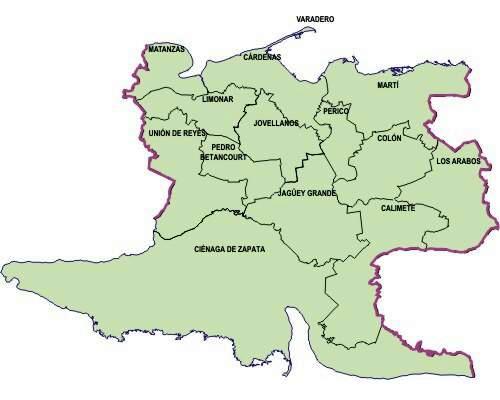 VARADERO
MATANZAS
CÁRDENAS
MARTÍ
LIMONAR
JOVELLANOS
PERICO
UNIÓN DE REYES
PEDRO
BETANCOURT
COLÓN
LOS ARABOS
JAGÜEY GRANDE
CALIMETE
CIÉNAGA DE ZAPATA